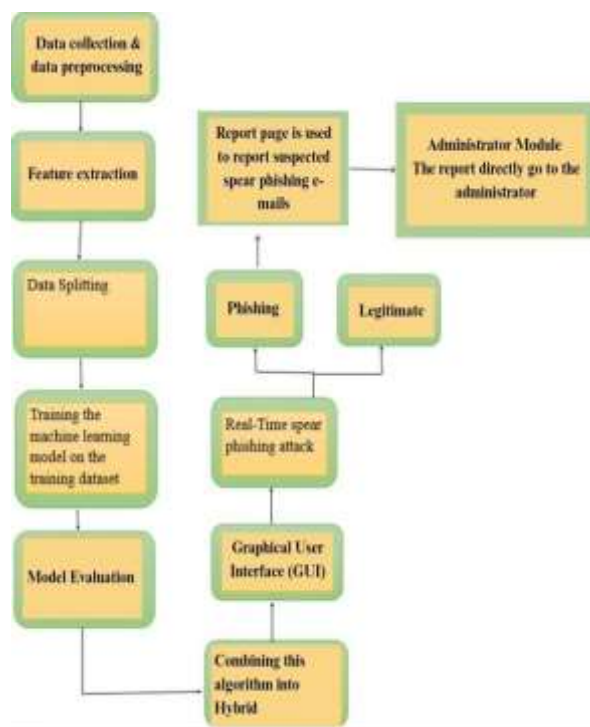 Data collection &
data preprocessing
Feature extraction
Data Splitting
Training the
machine learning
model on the
training dataset
Model Evaluation
Combining this
algorithm into
Hybrid
Graphical User
Interface (GUI)
Real-Time spear
phishing attack
Phishing
Legitimate
Report page is used
to report suspected
spear phishing e-
mails
Administrator Module
The report directly go to the
administrator